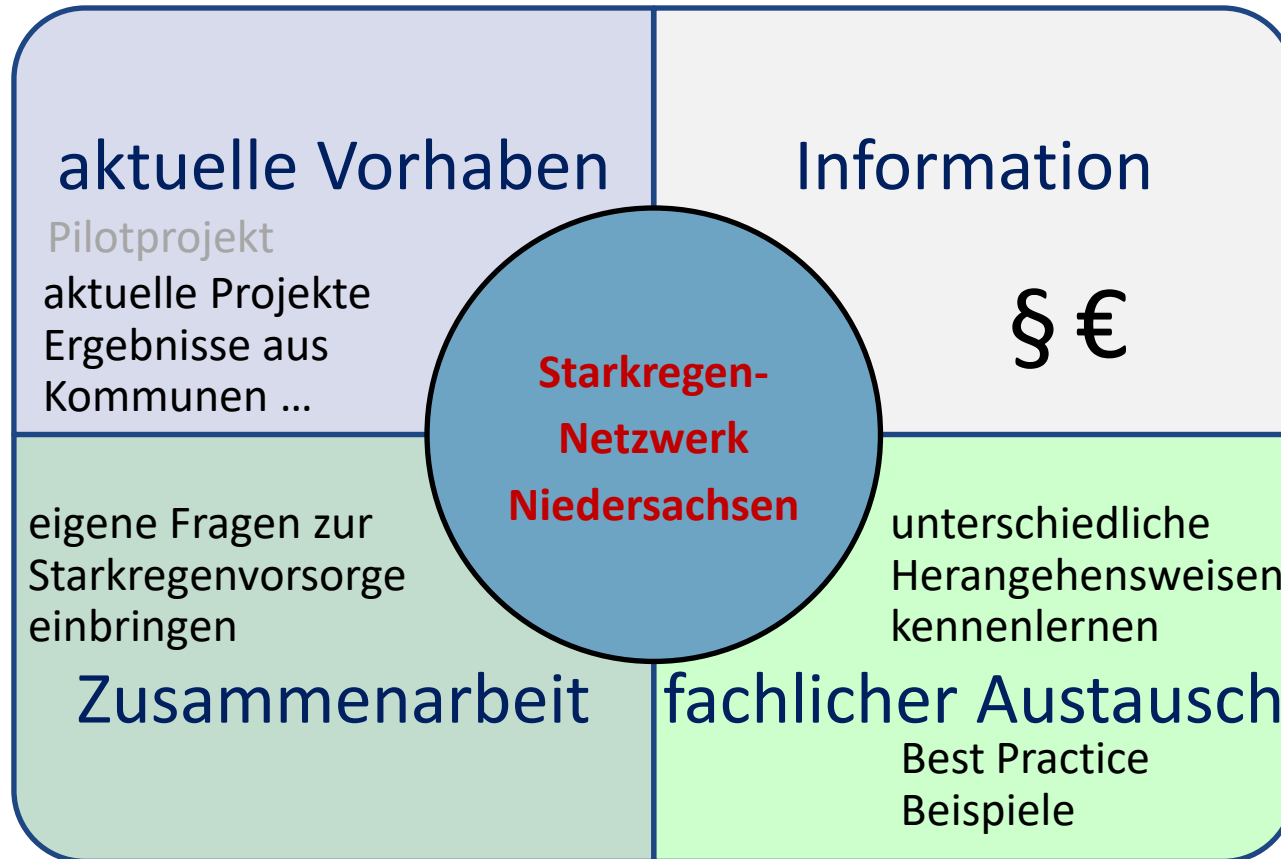 aktuelle Vorhaben
Pilotprojekt
aktuelle Projekte
Ergebnisse aus
Kommunen ...
Information
§ €
Starkregen-
Netzwerk
Niedersachsen
eigene Fragen zur
Starkregenvorsorge
einbringen
Zusammenarbeit
unterschiedliche
Herangehensweisen
kennenlernen
fachlicher Austausch
Best Practice
Beispiele